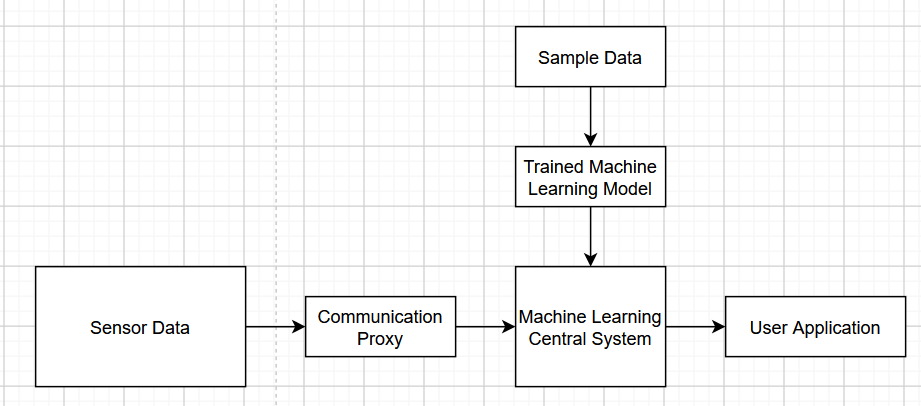 Sample Data
Trained Machine
Learning Model
Sensor Data
Communication
Proxy
Machine Learning
Central System
User Application